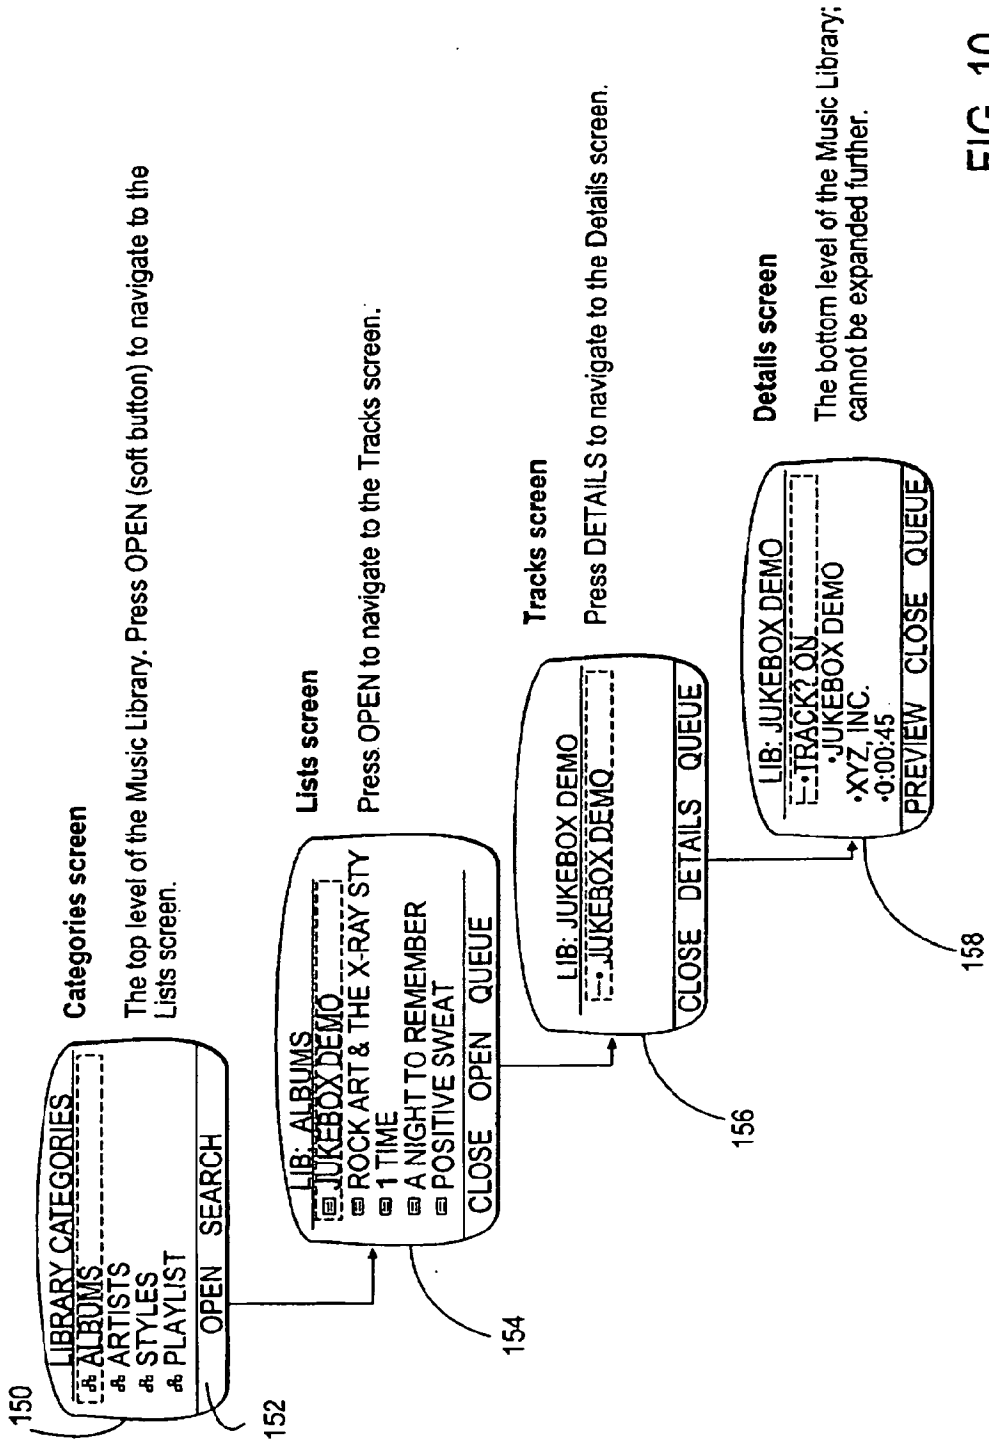 150
LIBRARY CATEGORIES
ALBUMS
ARTISTS
STYLES
PLAYLIST
OPEN SEARCH
152
Categories screen
The top level of the Music Library. Press OPEN (soft button) to navigate to the
Lists screen.
LIB: ALBUMS
JUKEBOX DEMO
ROCK ART & THE X-RAY STY
1 TIME
A NIGHT TO REMEMBER
POSITIVE SWEAT
CLOSE OPEN QUEUE
154
Lists screen
Press OPEN to navigate to the Tracks screen.
LIB: JUKEBOX DEMO
• JUKEBOX DEMO
CLOSE DETAILS QUEUE
156
Tracks screen
Press DETAILS to navigate to the Details screen.
LIB: JUKEBOX DEMO
•TRACK? ON
•JUKEBOX DEMO
•XYZ, INC.
•0:00:45
PREVIEW CLOSE QUEUE
158
Details screen
The bottom level of the Music Library;
cannot be expanded further.
FIG. 10